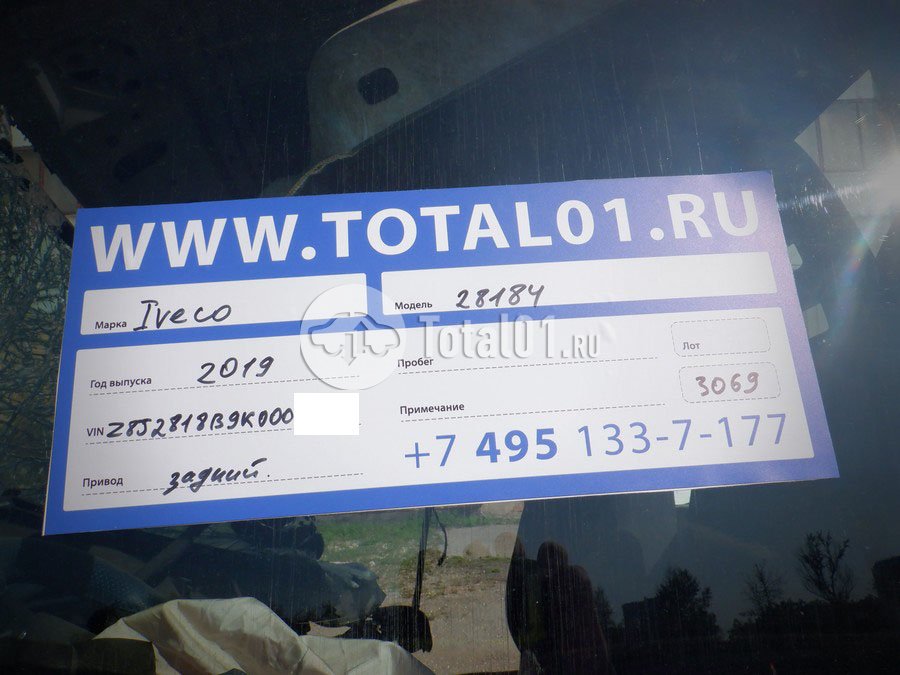 WWW.TOTAL01.RU
Марка Iveco
Модель 28184
Total01.RU
Год выпуска 2019
Пробег
Лот
3069
VIN Z8J2818B9K000
Примечание
Привод задний.
+7 495 133-7-177